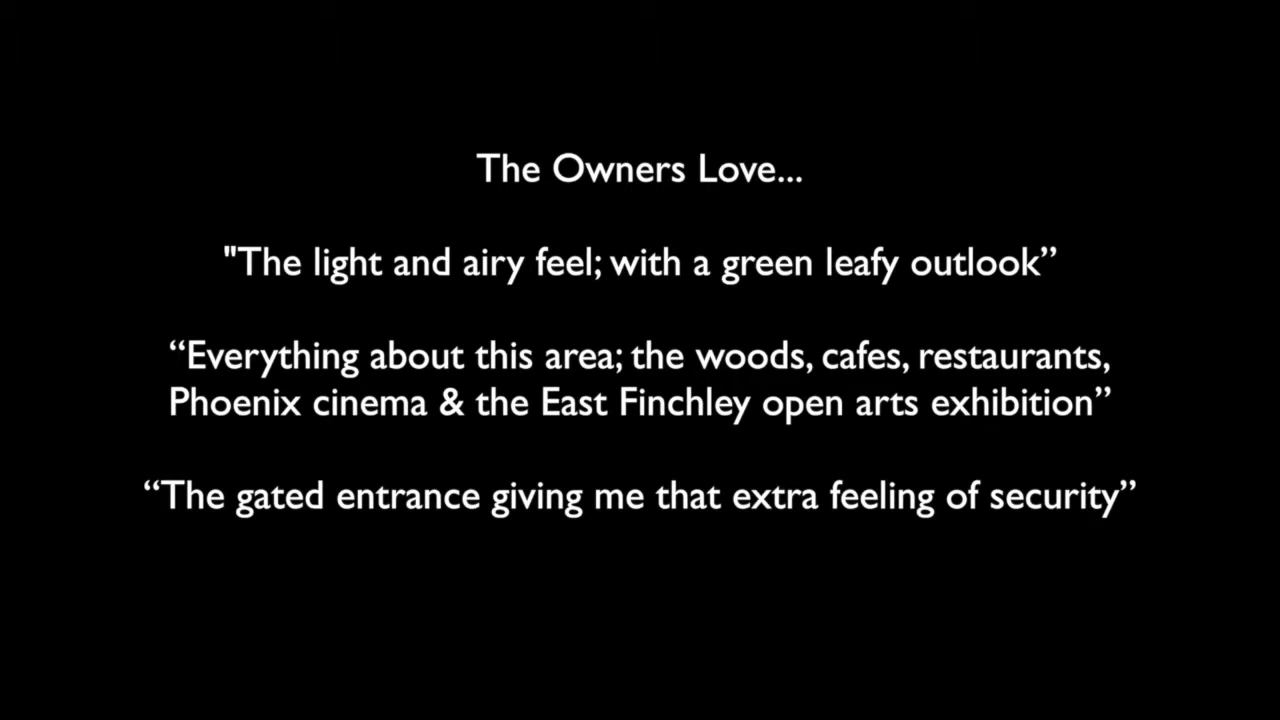 The Owners Love...
"The light and airy feel; with a green leafy outlook”
“Everything about this area; the woods, cafes, restaurants,
Phoenix cinema & the East Finchley open arts exhibition”
“The gated entrance giving me that extra feeling of security”